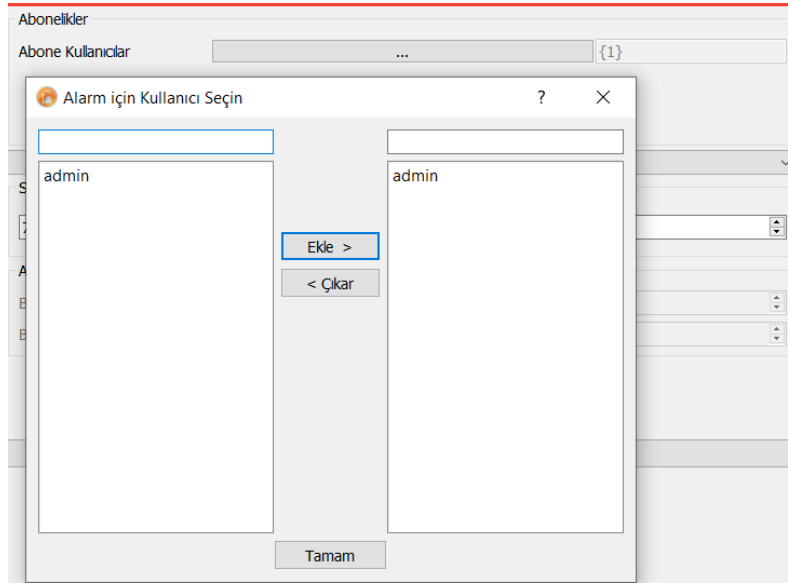 Abonelikler
Abone Kullanıcılar ... {1}
Alarm için Kullanıcı Seçin ?
admin admin
Ekle >
< Çıkar
Tamam